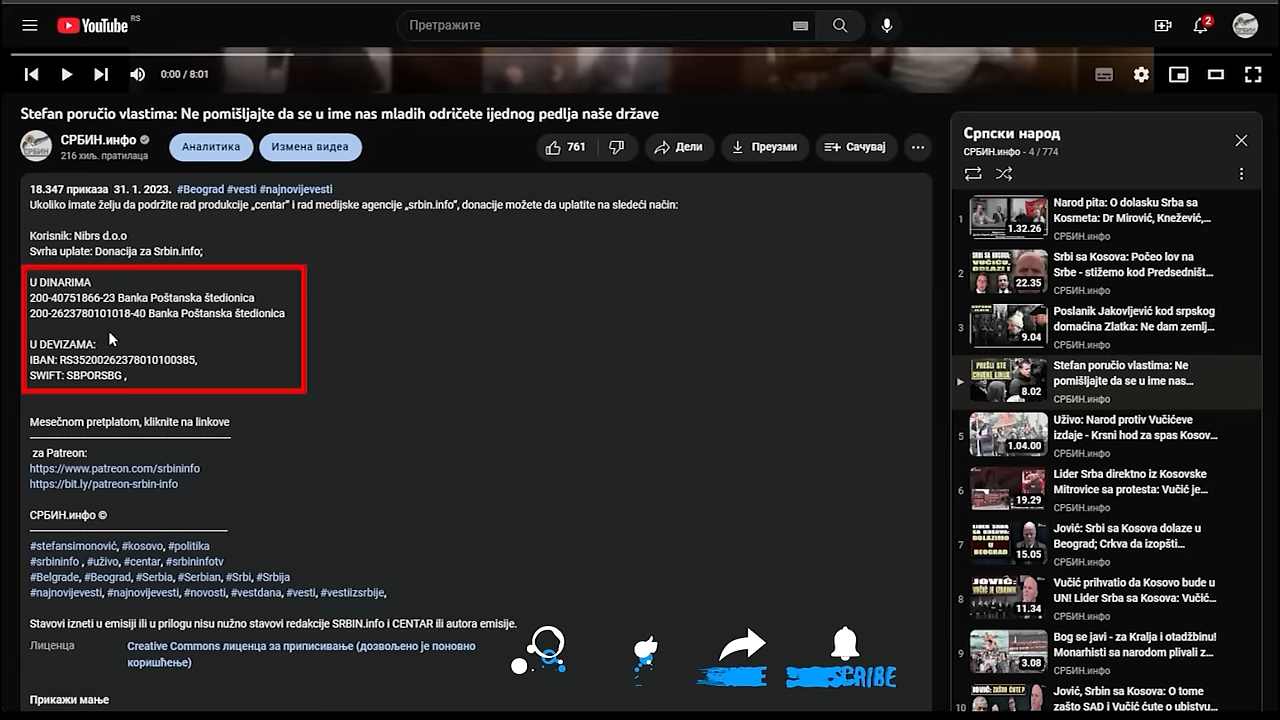 YouTube RS
Претражите
2
0:00 / 8:01
Stefan poručio vlastima: Ne pomišljajte da se u ime nas mladih odričete ijednog pedlja naše države
СРБИН.инфо
216 хиљ. пратилаца
Аналитика
Измена видеа
761
Дели
Преузми
Сачувај
18.347 приказа 31. 1. 2023. #Beograd #vesti #najnovijevesti
Ukoliko imate želju da podržite rad produkcije „centar“ i rad medijske agencije „srbin.info“, donacije možete da uplatite na sledeći način:
Korisnik: Nibrs d.o.o
Svrha uplate: Donacija za Srbin.info;
U DINARIMA
200-40751866-23 Banka Poštanska štedionica
200-2623780101018-40 Banka Poštanska štedionica
U DEVIZAMA:
IBAN: RS35200262378010100385,
SWIFT: SBPORSBG ,
Mesečnom pretplatom, kliknite na linkove
za Patreon:
https://www.patreon.com/srbininfo
https://bit.ly/patreon-srbin-info
СРБИН.инфо ©
#stefansimonović, #kosovo, #politika
#srbininfo , #uživo, #centar, #srbininfotv
#Belgrade, #Beograd, #Serbia, #Serbian, #Srbi, #Srbija
#najnovijevesti, #najnovijevesti, #novosti, #vestdana, #vesti, #vestiizsrbije,
Stavovi izneti u emisiji ili u prilogu nisu nužno stavovi redakcije SRBIN.info i CENTAR ili autora emisije.
Лиценца
Creative Commons лиценца за приписивање (дозвољено је поновно
коришћење)
Прикажи мање
Српски народ
СРБИН.инфо - 4 / 774
1
1.32.26
Narod pita: O dolasku Srba sa
Kosmeta: Dr Mirović, Knežević,...
СРБИН.инфо
2
22.35
Srbi sa Kosova: Počeo lov na
Srbe - stižemo kod Predsedništ...
СРБИН.инфо
3
9.04
Poslanik Jakovljević kod srpskog
domaćina Zlatka: Ne dam zemlj...
СРБИН.инфо
PREŠLI STE
CRVENE LINIJE
8.02
Stefan poručio vlastima: Ne
pomišljajte da se u ime nas...
СРБИН.инфо
5
1.04.00
Uživo: Narod protiv Vučićeve
izdaje - Krsni hod za spas Kosov...
СРБИН.инфо
6
19.29
Lider Srba direktno iz Kosovske
Mitrovice sa protesta: Vučić je...
СРБИН.инфо
7
15.05
Jović: Srbi sa Kosova dolaze u
Beograd; Crkva da izopšti...
СРБИН.инфо
8
11.34
Vučić prihvatio da Kosovo bude u
UN! Lider Srba sa Kosova: Vučić...
СРБИН.инфо
9
3.08
Bog se javi - za Kralja i otadžbinu!
Monarhisti sa narodom plivali z...
СРБИН.инфо
10
Jović, Srbin sa Kosova: O tome
zašto SAD i Vučić ćute o ubistvu...